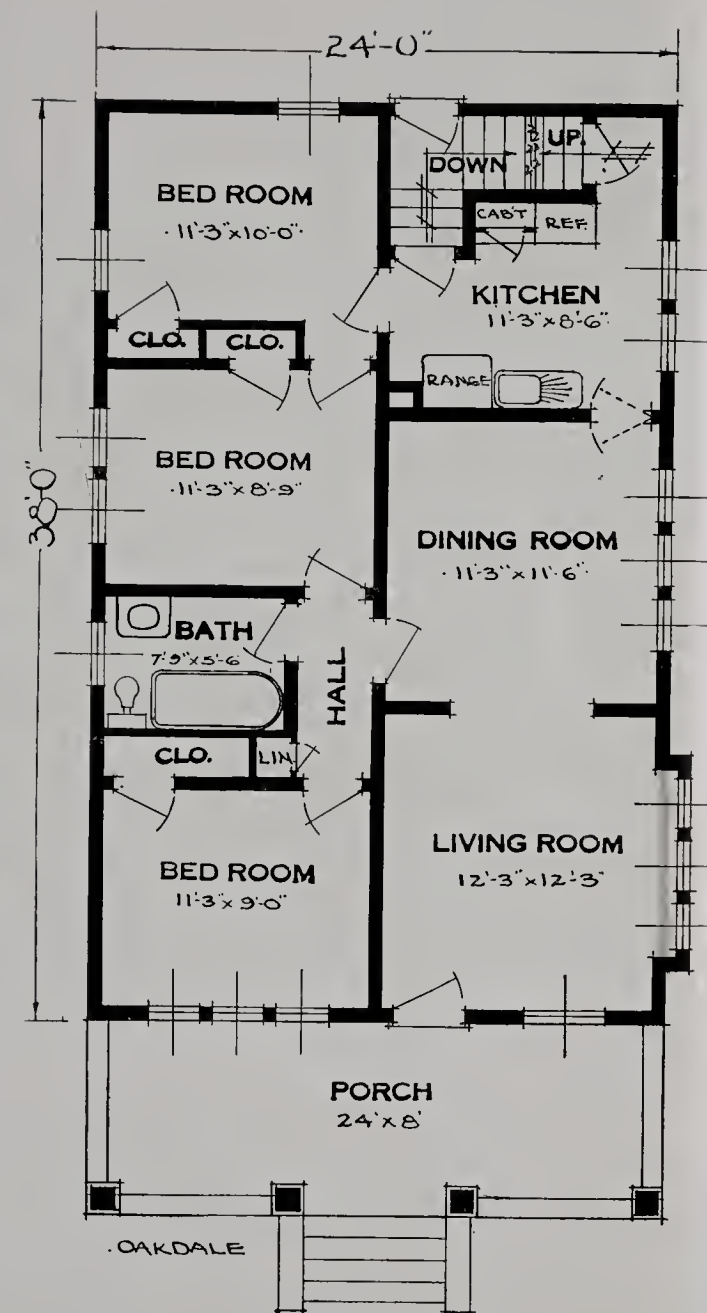 24'-0"
BED ROOM
11'-3"x10'-0"
DOWN
UP
CAB'T
REF.
KITCHEN
11'-3"x8'-6"
CLO.
CLO.
RANGE
BED ROOM
11'-3"x8'-9"
38'-0"
DINING ROOM
11'-3"x11'-6"
BATH
7'-9"x5'-6
HALL
CLO.
LIN.
LIVING ROOM
12'-3"x12'-3"
BED ROOM
11'-3"x9'-0"
PORCH
24'x8'
.OAKDALE